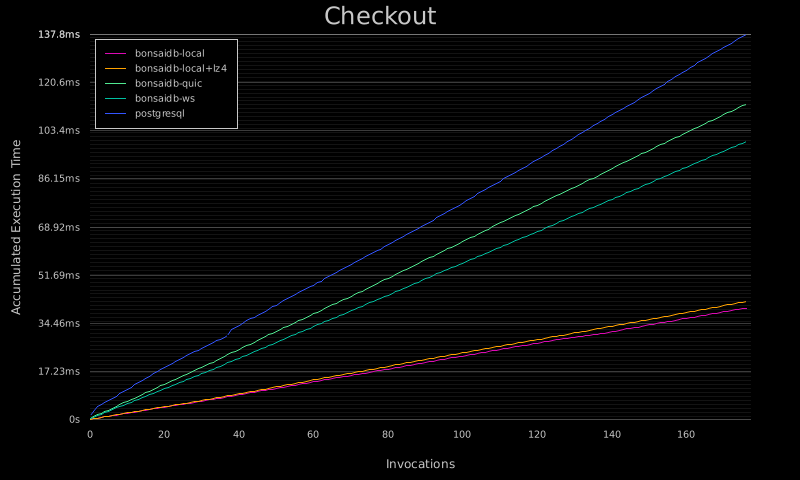 Checkout
137.8ms
120.6ms
103.4ms
86.15ms
68.92ms
51.69ms
34.46ms
17.23ms
0s
Accumulated Execution Time
bonsaidb-local
bonsaidb-local+lz4
bonsaidb-quic
bonsaidb-ws
postgresql
0 20 40 60 80 100 120 140 160
Invocations